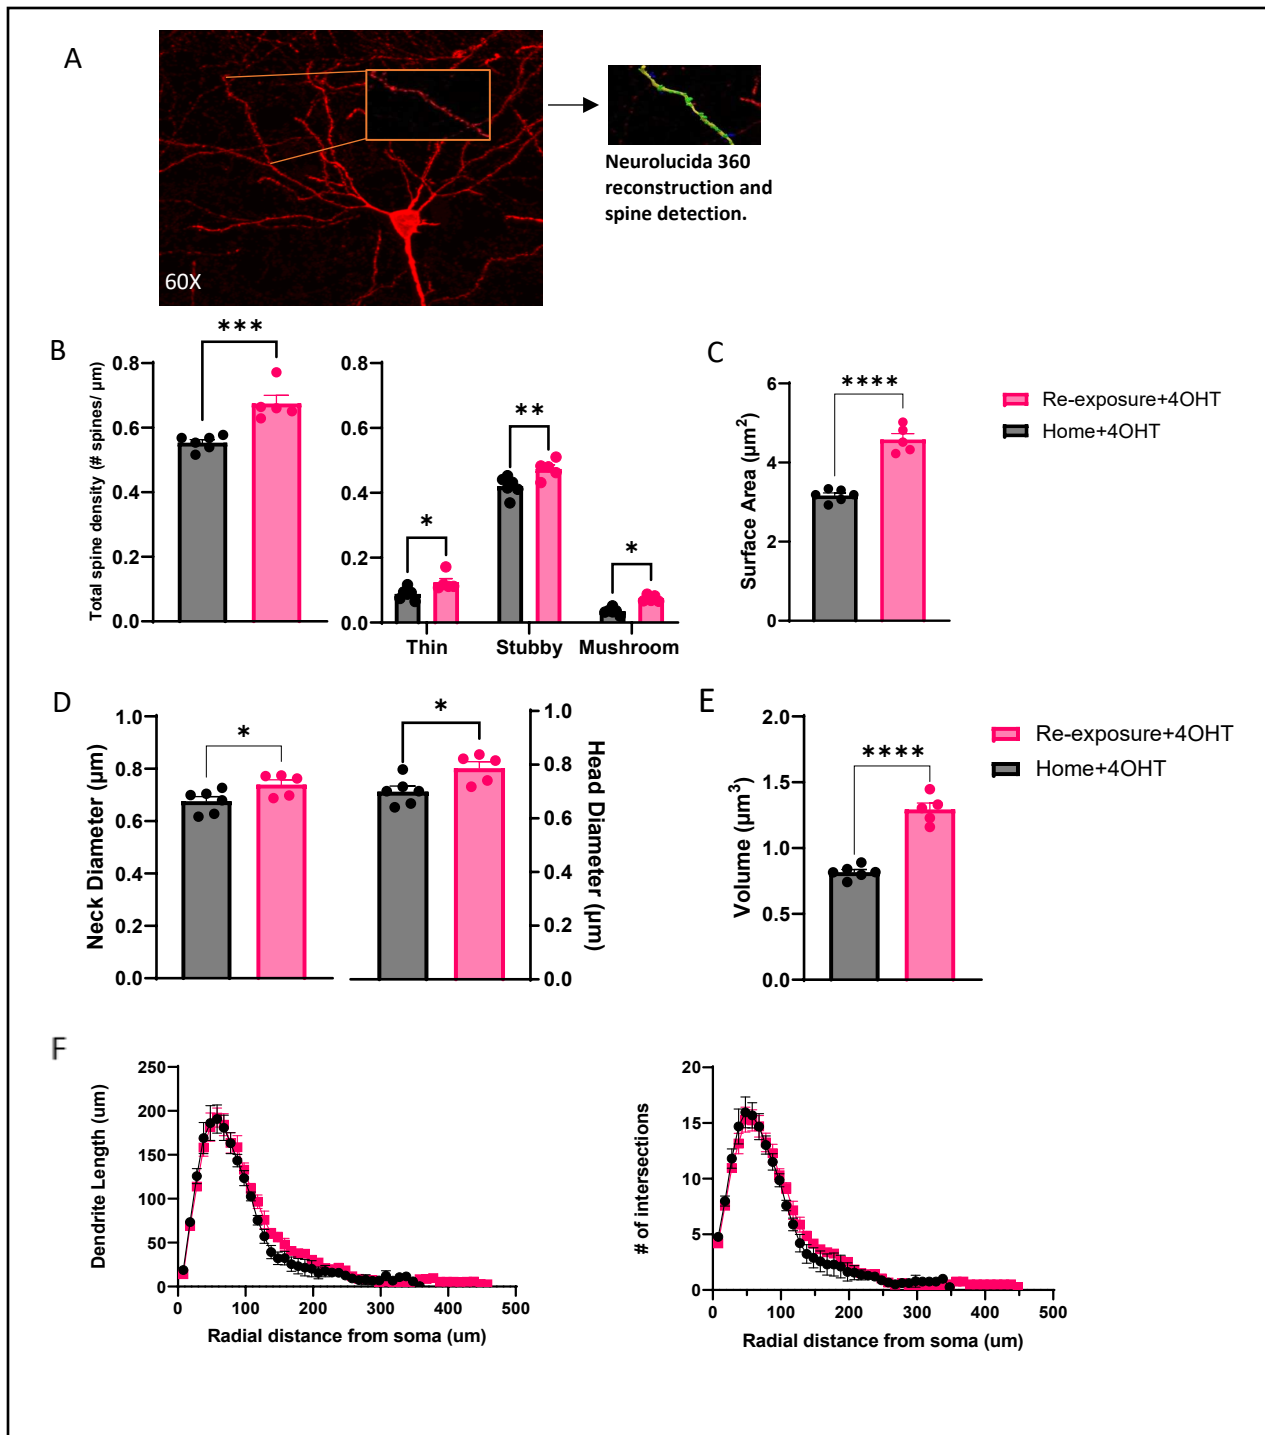 A
60X
Neurolucida 360
reconstruction and
spine detection.
B
Total spine density (# spines/ μm)
0.8
0.6
0.4
0.2
0.0
***
0.8
0.6
0.4
0.2
0.0
*
**
*
Thin
Stubby
Mushroom
C
Surface Area (μm²)
6
4
2
0
****
Re-exposure+4OHT
Home+4OHT
D
Neck Diameter (μm)
1.0
0.8
0.6
0.4
0.2
0.0
*
*
1.0
0.8
0.6
0.4
0.2
0.0
Head Diameter (μm)
E
Volume (μm³)
2.0
1.5
1.0
0.5
0.0
****
Re-exposure+4OHT
Home+4OHT
F
Dendrite Length (um)
250
200
150
100
50
0
0
100
200
300
400
500
Radial distance from soma (um)
# of intersections
20
15
10
5
0
0
100
200
300
400
500
Radial distance from soma (um)